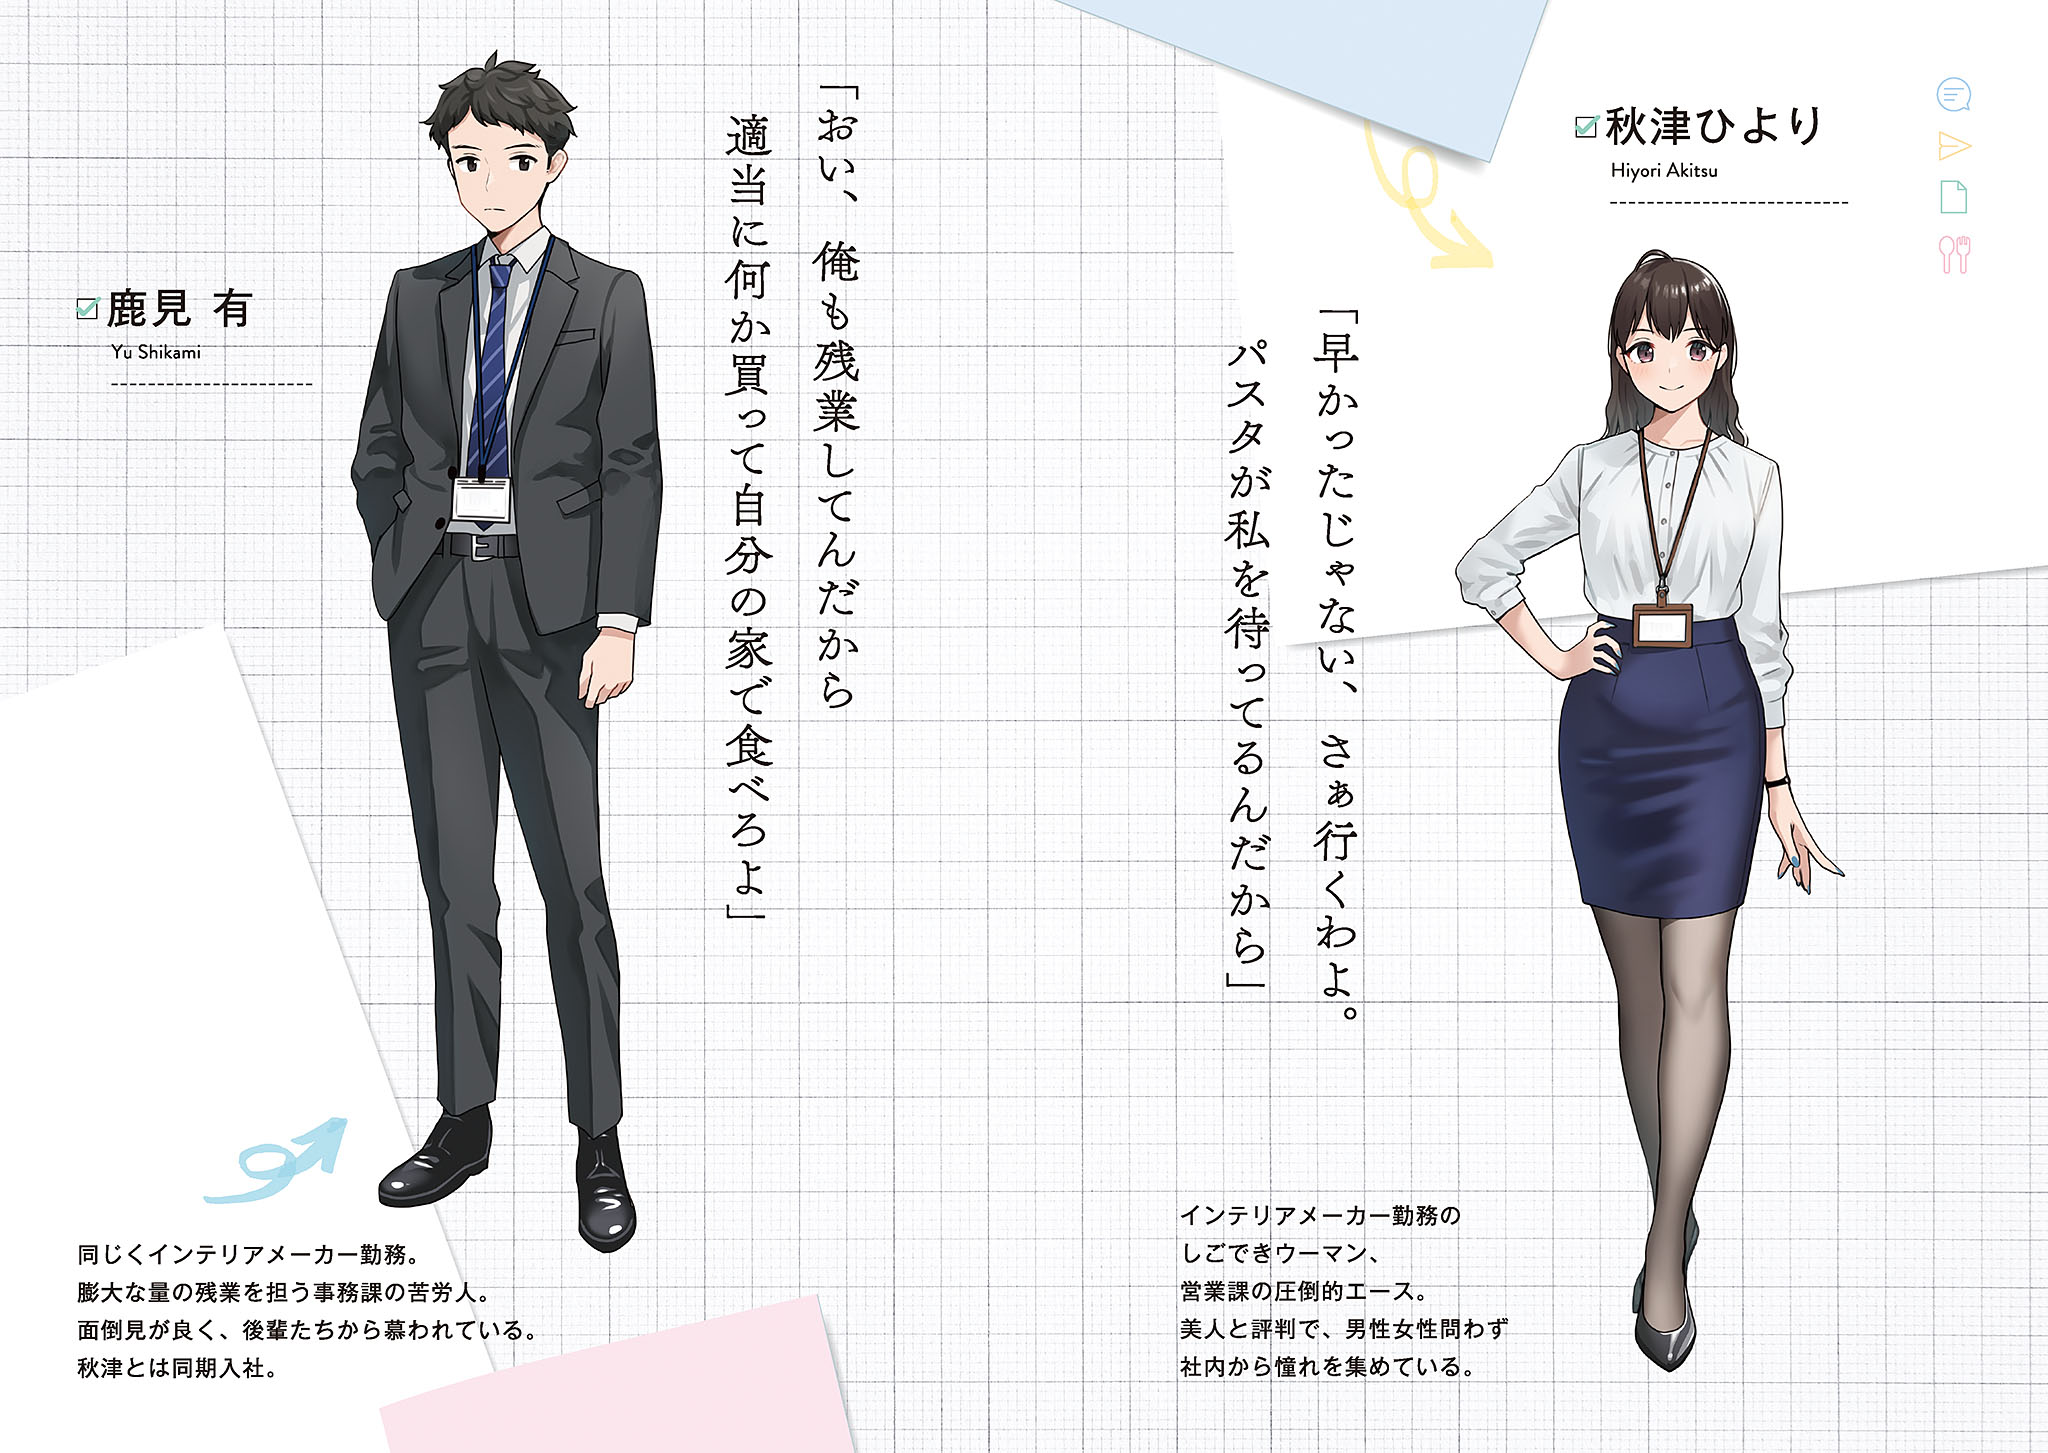 秋津ひより
Hiyori Akitsu
「早かったじゃない、さぁ行くわよ。
パスタが私を待ってるんだから」
インテリアメーカー勤務の
しごできウーマン、
営業課の圧倒的エース。
美人と評判で、男性女性問わず
社内から憧れを集めている。
「おい、俺も残業してんだから
適当に何か買って自分の家で食べろよ」
鹿見 有
Yu Shikami
同じくインテリアメーカー勤務。
膨大な量の残業を担う事務課の苦労人。
面倒見が良く、後輩たちから慕われている。
秋津とは同期入社。